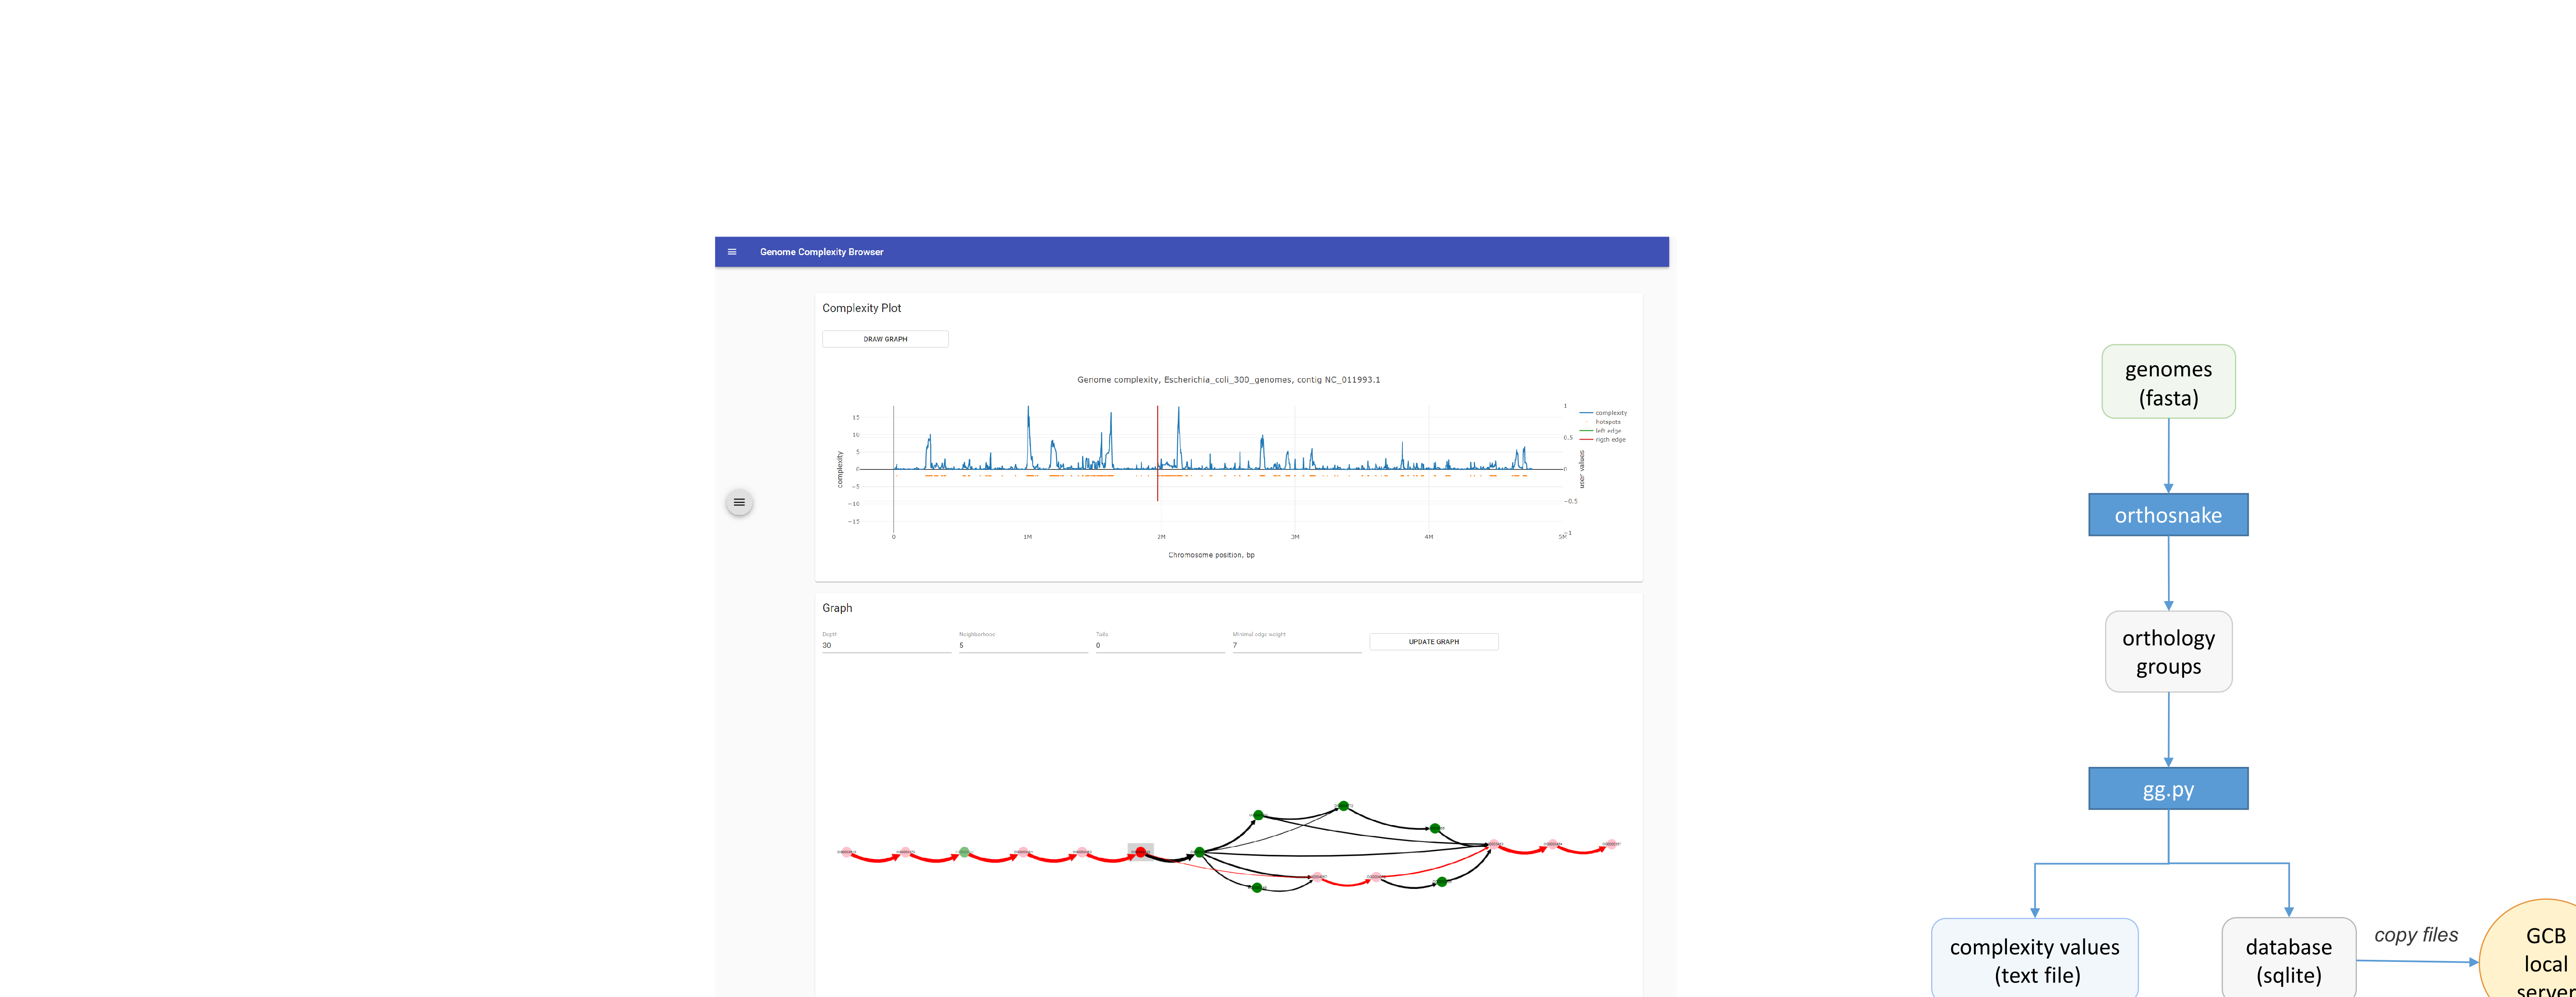 Genome Complexity Browser
Complexity Plot
DRAW GRAPH
Genome complexity, Escherichia_coli_300_genomes, contig NC_011993.1
complexity
15
10
5
0
−5
−10
−15
0
1M
2M
3M
4M
5M
Chromosome position, bp
1
0.5
0
−0.5
−1
user values
complexity
hotspots
left edge
rigth edge
Graph
Depth
30
Neighborhood
5
Tails
0
Minimal edge weight
7
UPDATE GRAPH
genomes
(fasta)
orthosnake
orthology
groups
gg.py
complexity values
(text file)
database
(sqlite)
copy files
GCB
local
server